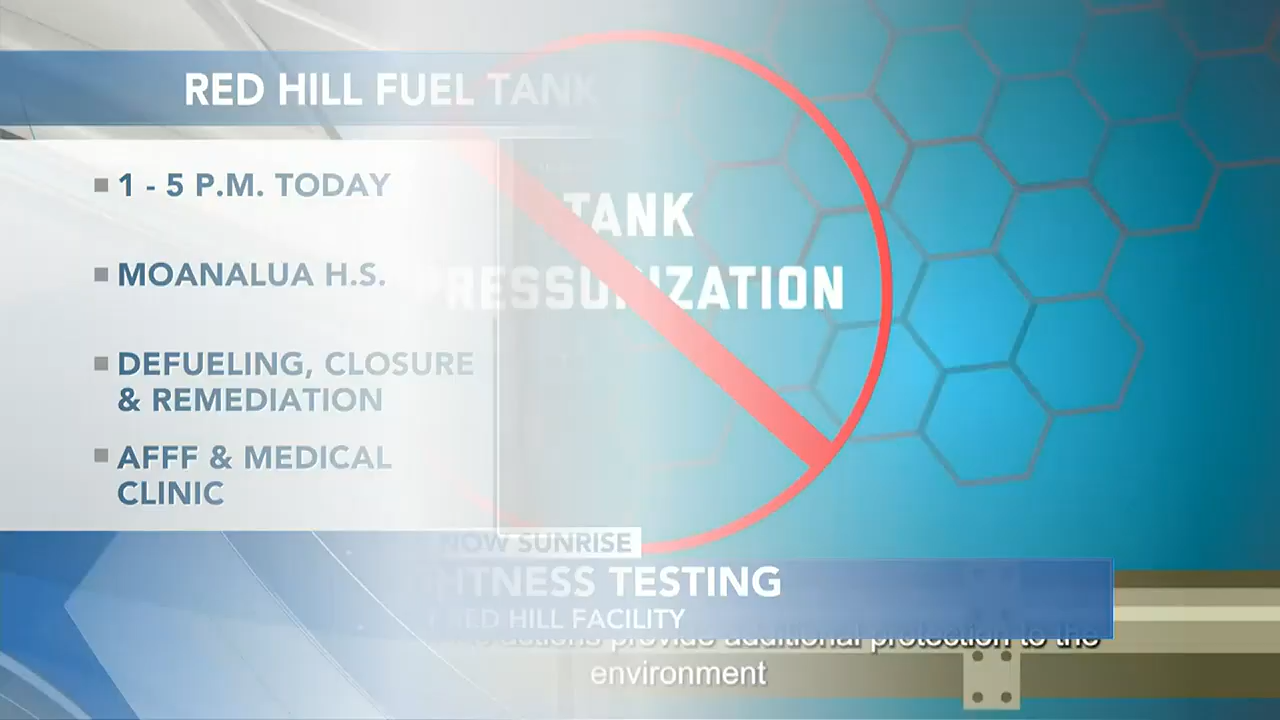 RED HILL FUEL TANK
1 - 5 P.M. TODAY
MOANALUA H.S.
DEFUELING, CLOSURE
& REMEDIATION
AFFF & MEDICAL
CLINIC
TANK
PRESSURIZATION
NOW SUNRISE
TESTING
RED HILL FACILITY
provide additional protection to the
environment